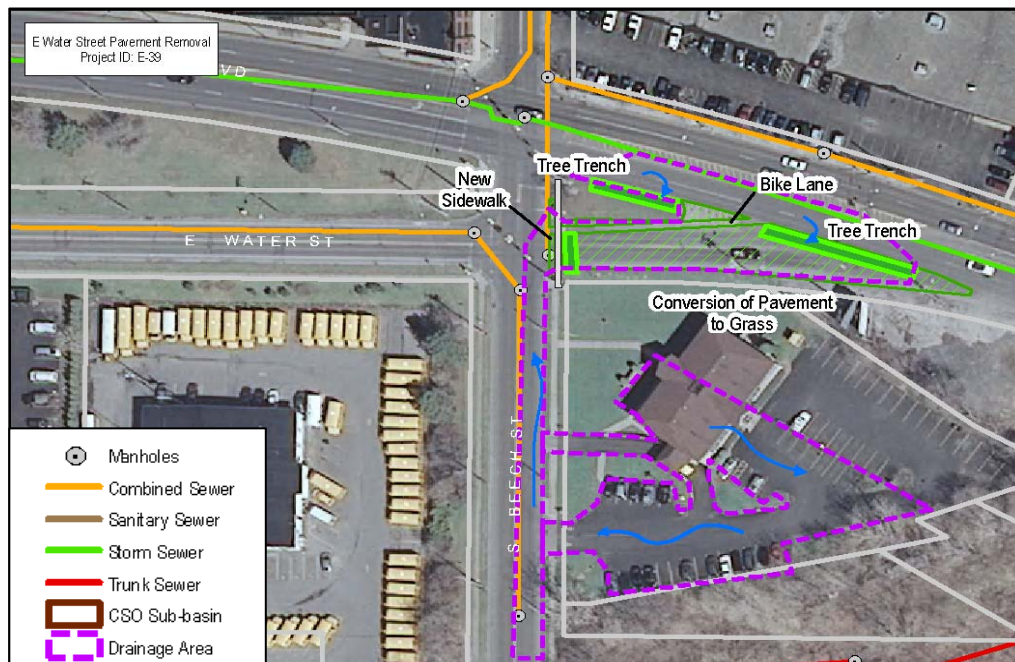 E Water Street Pavement Removal
Project ID: E-39
VD
Tree Trench
Bike Lane
New
Sidewalk
Tree Trench
E WATER ST
Conversion of Pavement
to Grass
S BEECH ST
Manholes
Combined Sewer
Sanitary Sewer
Storm Sewer
Trunk Sewer
CSO Sub-basin
Drainage Area